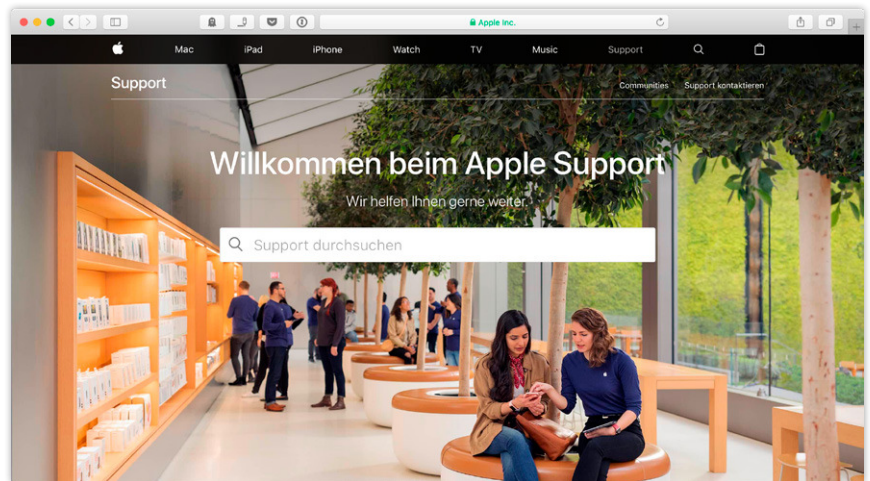 Apple Inc.
Mac iPad iPhone Watch TV Music Support
Support
Communities Support kontaktieren
Willkommen beim Apple Support
Wir helfen Ihnen gerne weiter.
Support durchsuchen